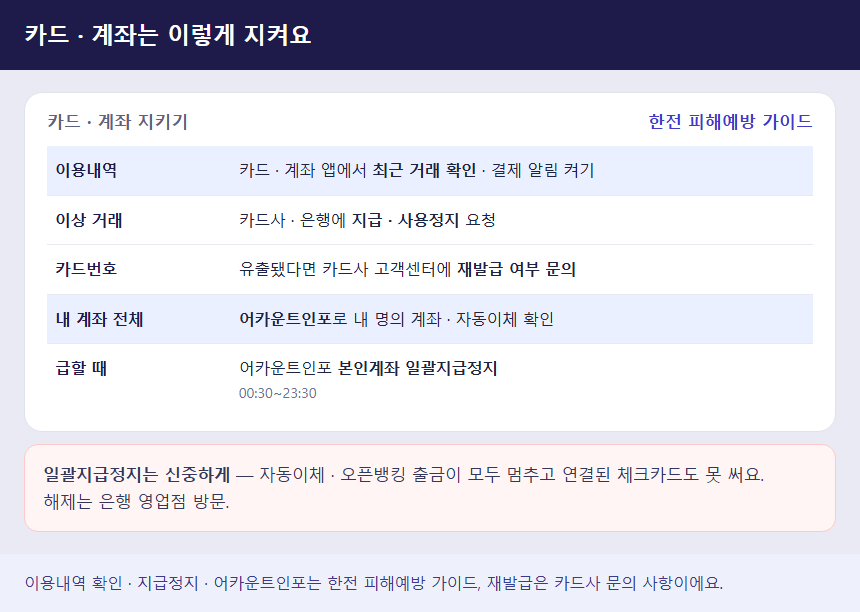 카드 · 계좌는 이렇게 지켜요
카드 · 계좌 지키기 한전 피해예방 가이드
이용내역 카드 · 계좌 앱에서 최근 거래 확인 · 결제 알림 켜기
이상 거래 카드사 · 은행에 지급 · 사용정지 요청
카드번호 유출됐다면 카드사 고객센터에 재발급 여부 문의
내 계좌 전체 어카운트인포로 내 명의 계좌 · 자동이체 확인
급할 때 어카운트인포 본인계좌 일괄지급정지
00:30~23:30
일괄지급정지는 신중하게 — 자동이체 · 오픈뱅킹 출금이 모두 멈추고 연결된 체크카드도 못 써요.
해제는 은행 영업점 방문.
이용내역 확인 · 지급정지 · 어카운트인포는 한전 피해예방 가이드, 재발급은 카드사 문의 사항이에요.